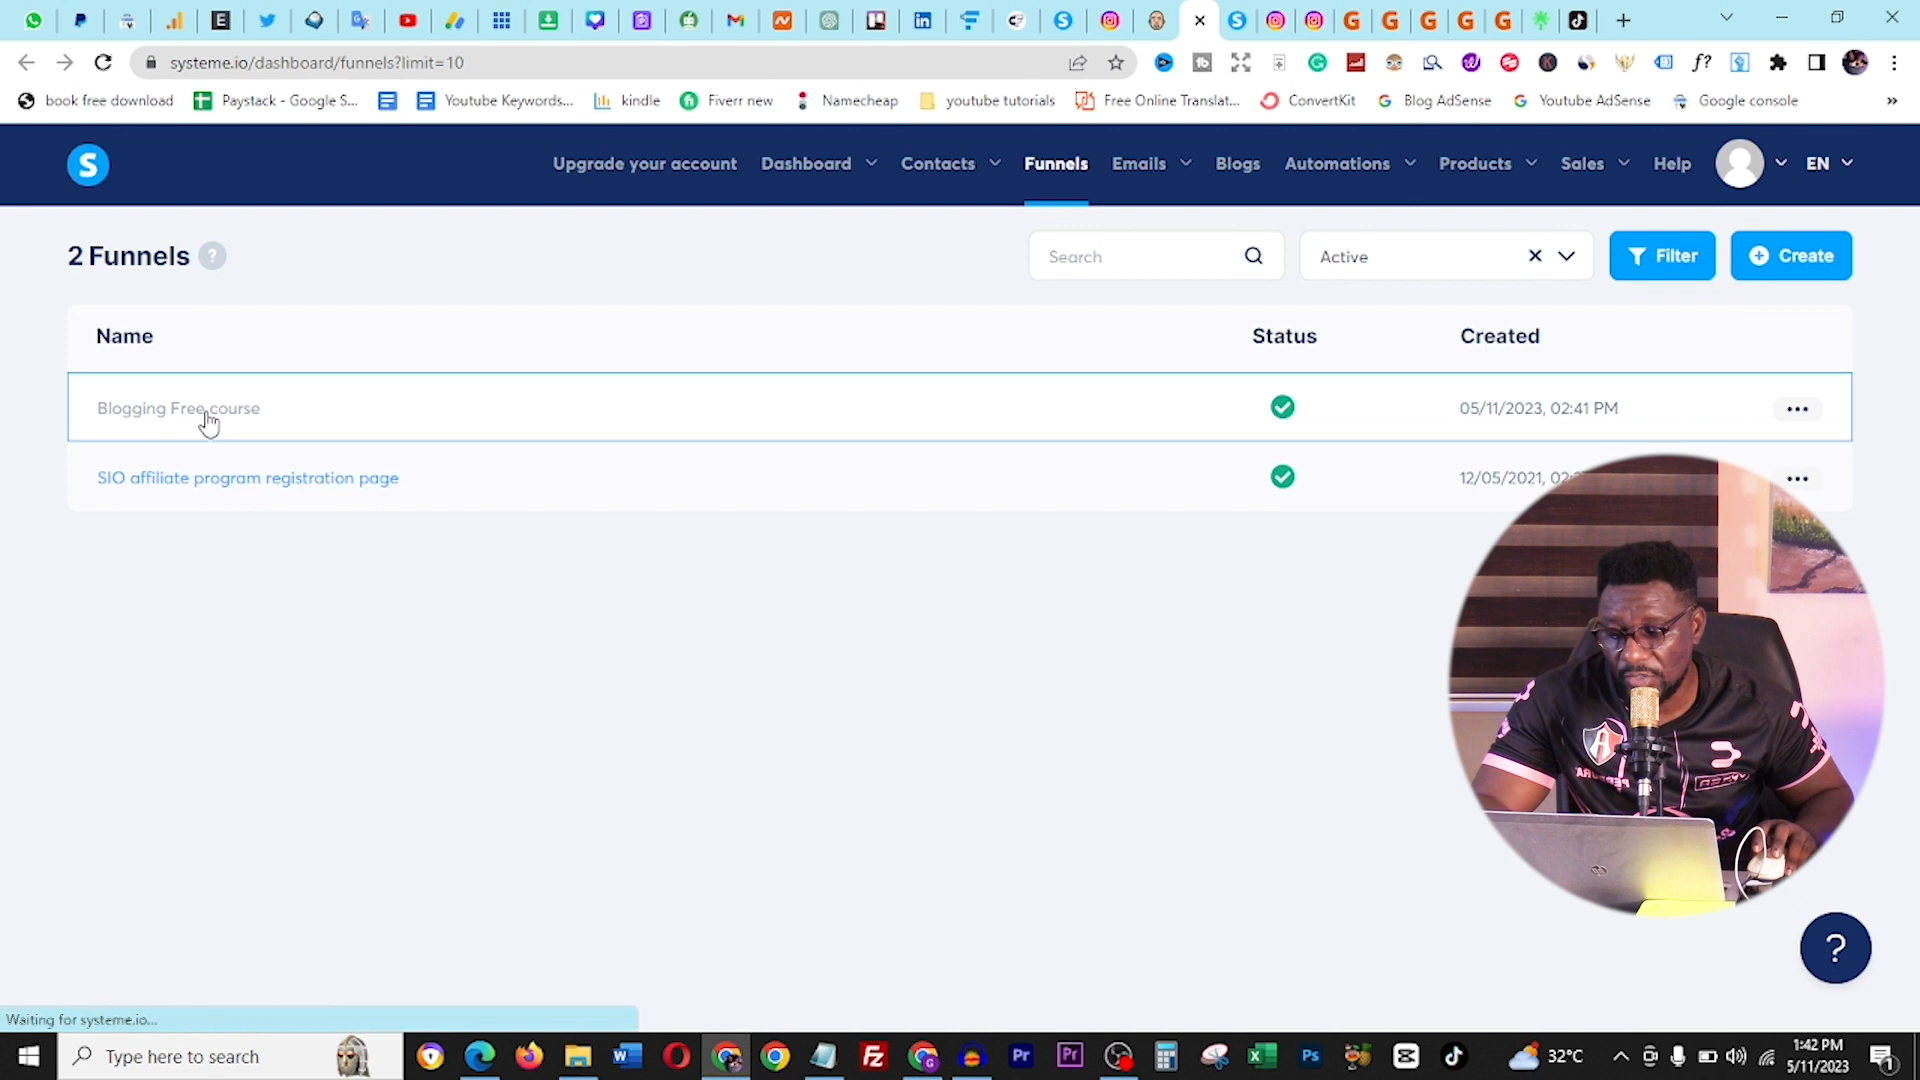 systeme.io/dashboard/funnels?limit=10
book free download
Paystack - Google S...
Youtube Keywords...
kindle
Fiverr new
Namecheap
youtube tutorials
Free Online Translat...
ConvertKit
Blog AdSense
Youtube AdSense
Google console
»
Upgrade your account
Dashboard
Contacts
Funnels
Emails
Blogs
Automations
Products
Sales
Help
EN
2 Funnels ?
Search
Active
Filter
Create
Name
Status
Created
Blogging Free course
05/11/2023, 02:41 PM
SIO affiliate program registration page
12/05/2021, 02:
?
Waiting for systeme.io...
Type here to search
32°C
1:42 PM
5/11/2023